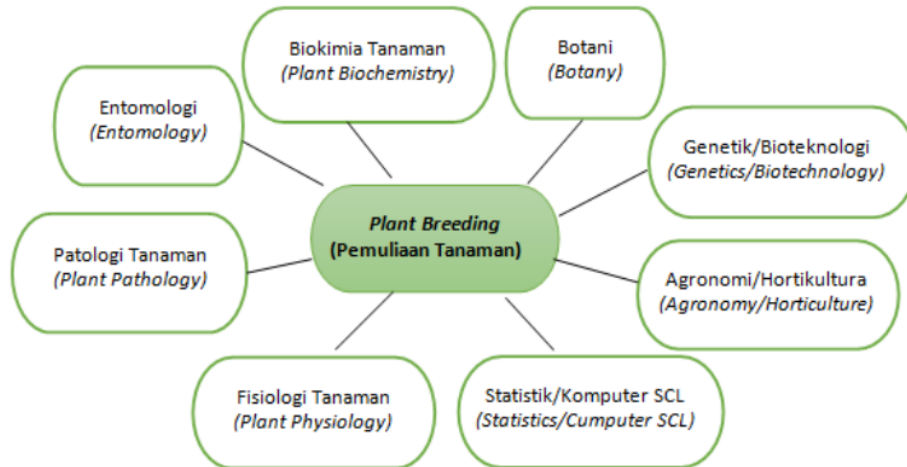 Biokimia Tanaman
(Plant Biochemistry)
Botani
(Botany)
Entomologi
(Entomology)
Genetik/Bioteknologi
(Genetics/Biotechnology)
Plant Breeding
(Pemuliaan Tanaman)
Patologi Tanaman
(Plant Pathology)
Agronomi/Hortikultura
(Agronomy/Horticulture)
Fisiologi Tanaman
(Plant Physiology)
Statistik/Komputer SCL
(Statistics/Cumputer SCL)